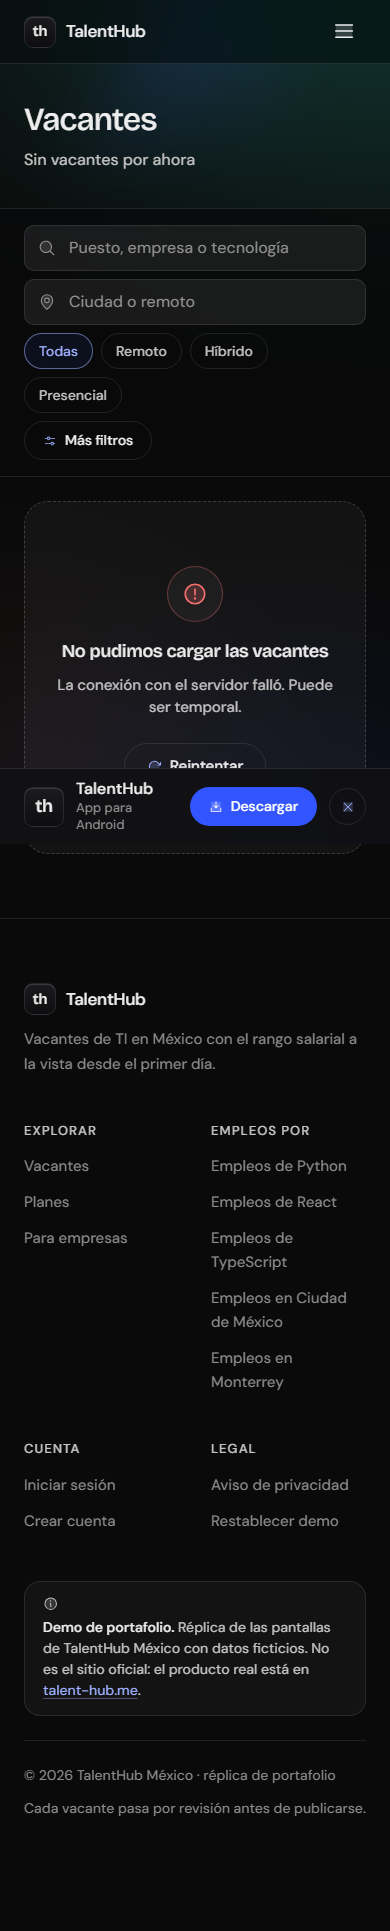 th TalentHub
Vacantes
Sin vacantes por ahora
Puesto, empresa o tecnología
Ciudad o remoto
Todas Remoto Híbrido
Presencial
Más filtros
No pudimos cargar las vacantes
La conexión con el servidor falló. Puede
ser temporal.
Reintentar
th TalentHub
App para
Android
Descargar
th TalentHub
Vacantes de TI en México con el rango salarial a
la vista desde el primer día.
EXPLORAR
Vacantes
Planes
Para empresas
EMPLEOS POR
Empleos de Python
Empleos de React
Empleos de
TypeScript
Empleos en Ciudad
de México
Empleos en
Monterrey
CUENTA
Iniciar sesión
Crear cuenta
LEGAL
Aviso de privacidad
Restablecer demo
Demo de portafolio. Réplica de las pantallas
de TalentHub México con datos ficticios. No
es el sitio oficial: el producto real está en
talent-hub.me.
© 2026 TalentHub México · réplica de portafolio
Cada vacante pasa por revisión antes de publicarse.